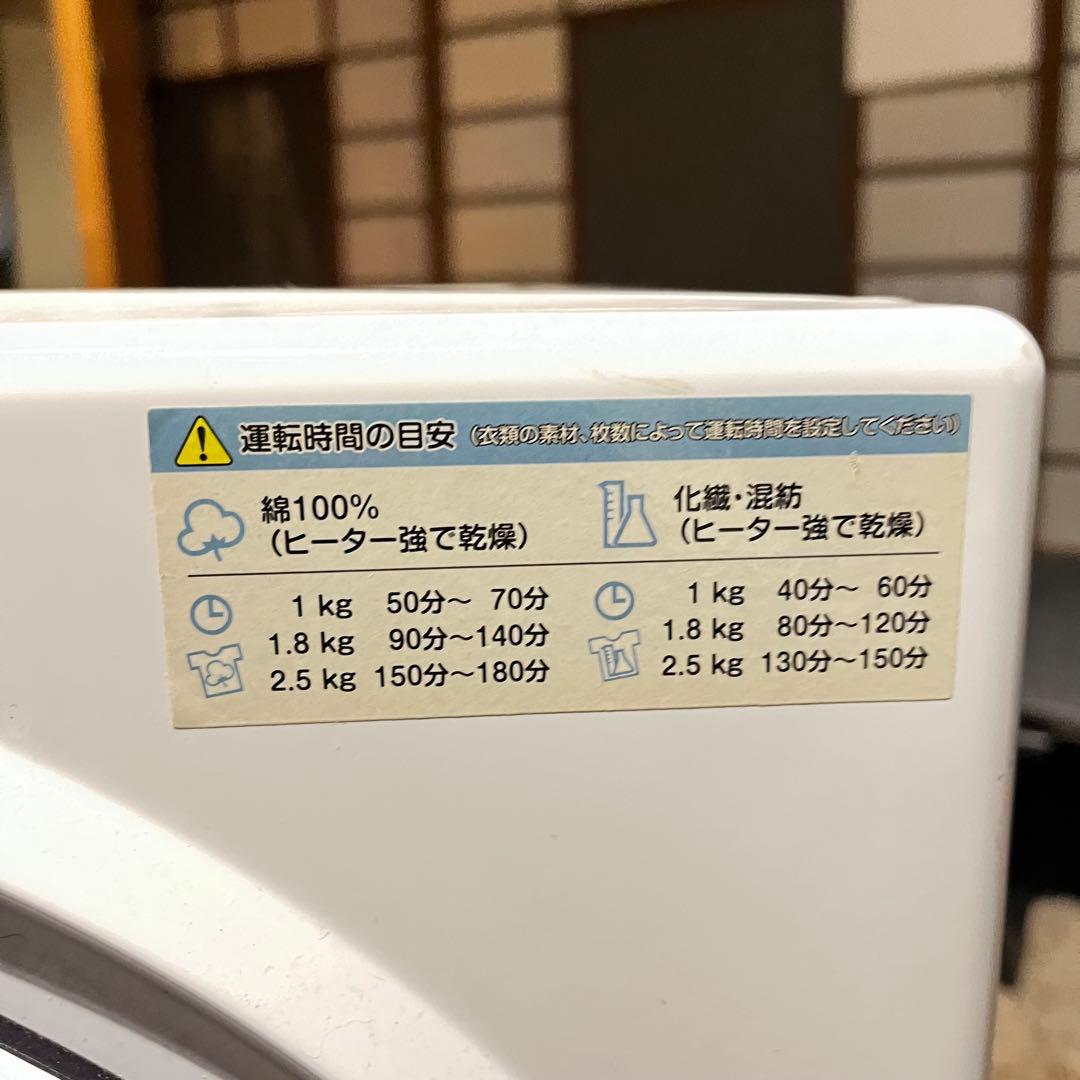 運転時間の目安 (衣類の素材、枚数によって運転時間を設定してください)
綿100%
(ヒーター強で乾燥)
1 kg 50分～ 70分
1.8 kg 90分～140分
2.5 kg 150分～180分
化繊・混紡
(ヒーター強で乾燥)
1 kg 40分～ 60分
1.8 kg 80分～120分
2.5 kg 130分～150分